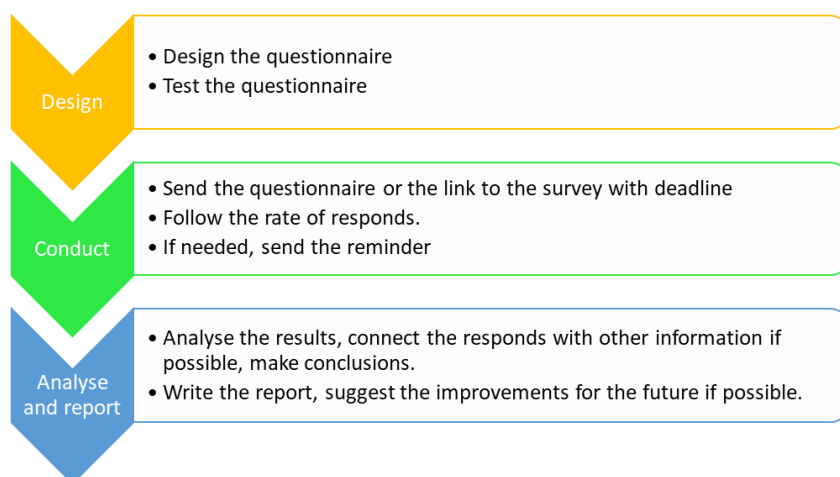 Design
• Design the questionnaire
• Test the questionnaire
Conduct
• Send the questionnaire or the link to the survey with deadline
• Follow the rate of responds.
• If needed, send the reminder
Analyse
and report
• Analyse the results, connect the responds with other information if
possible, make conclusions.
• Write the report, suggest the improvements for the future if possible.